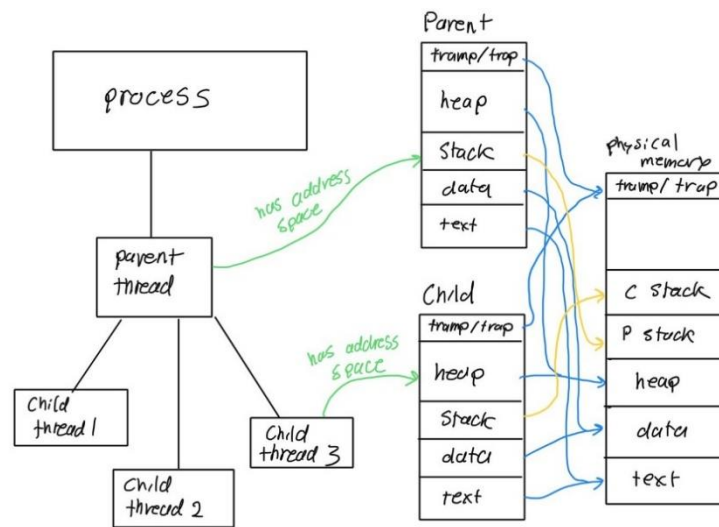 process
parent
thread
Child
thread 1
Child
thread 2
Child
thread 3
has address
space
has address
space
Parent
tramp/trap
heap
stack
data
text
Child
tramp/trap
heap
stack
data
text
physical
memory
tramp/trap
C stack
P stack
heap
data
text